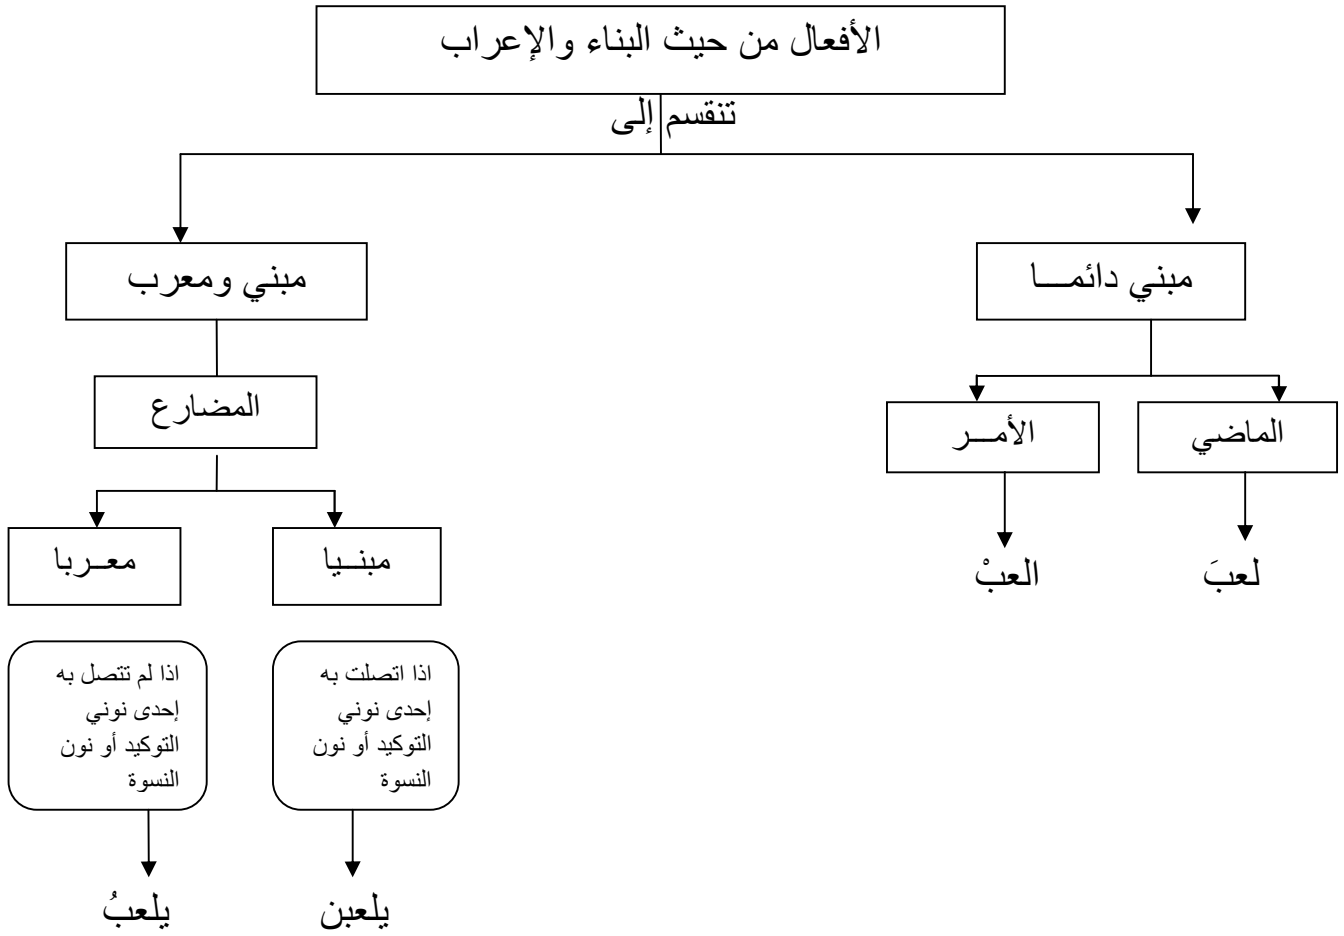 الأفعال من حيث البناء والإعراب
تنقسم إلى
مبني دائمـــا
مبني ومعرب
الماضي
الأمــر
المضارع
لعبَ
العبْ
مبنــيا
معــربا
اذا اتصلت به
إحدى نوني
التوكيد أو نون
النسوة
اذا لم تتصل به
إحدى نوني
التوكيد أو نون
النسوة
يلعبن
يلعبُ